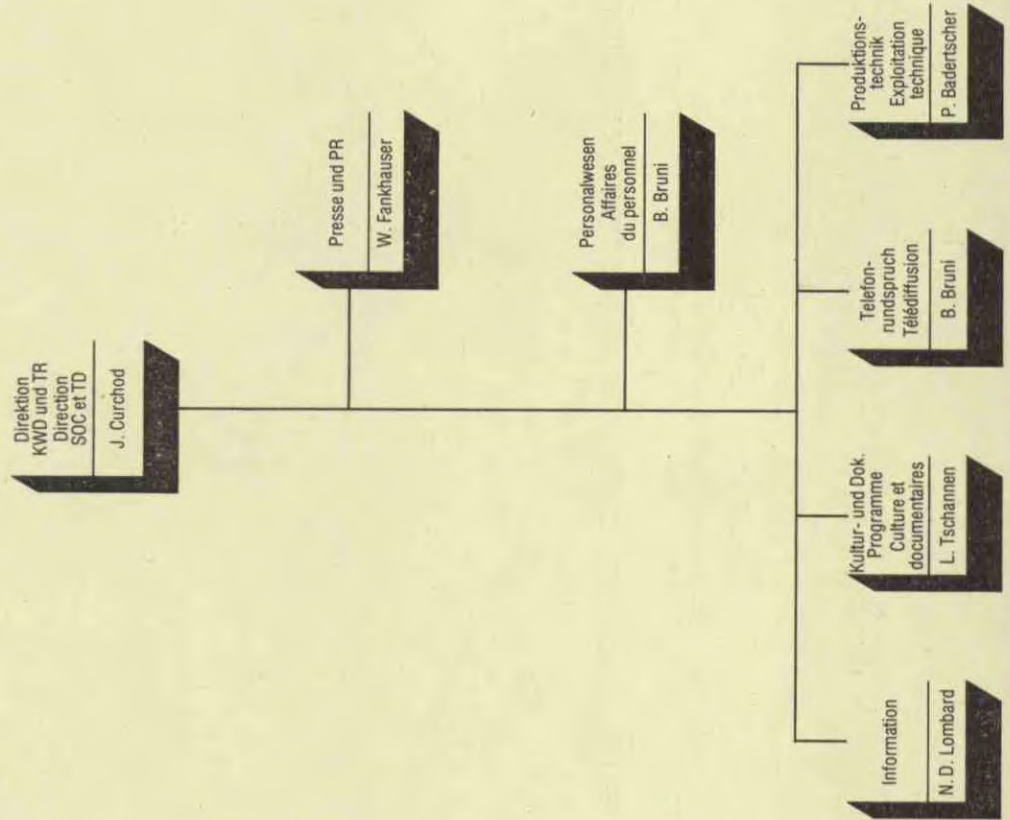 Direktion
KWD und TR
Direction
SOC et TD
J. Curchod
Presse und PR
W. Fankhauser
Personalwesen
Affaires
du personnel
B. Bruni
Information
N. D. Lombard
Kultur- und Dok.
Programme
Culture et
documentaires
L. Tschannen
Telefon-
rundspruch
Télédiffusion
B. Bruni
Produktions-
technik
Exploitation
technique
P. Badertscher